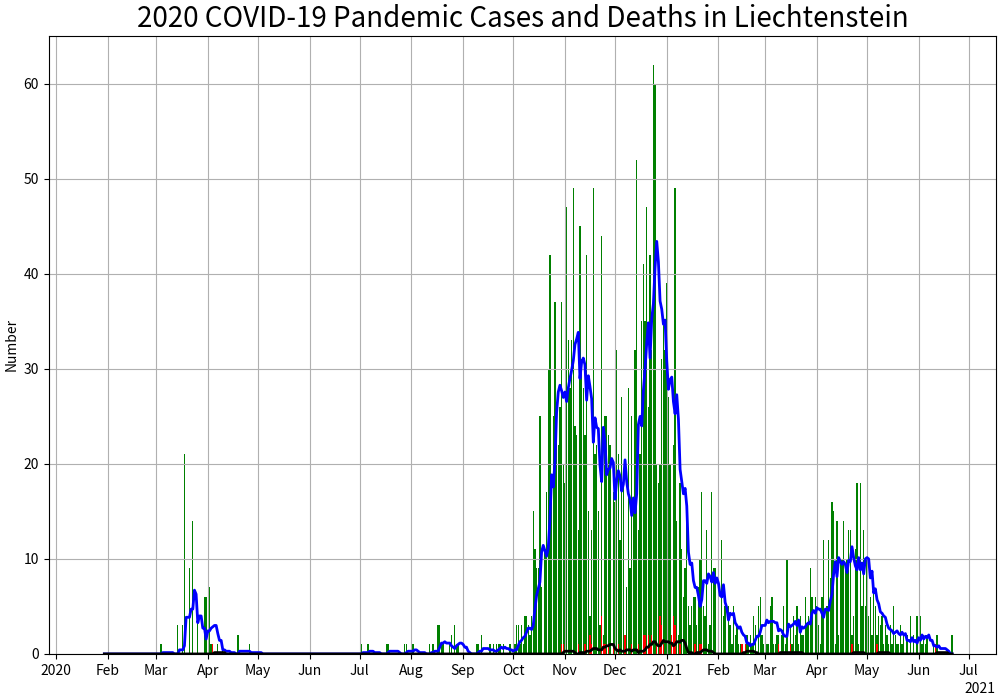 2020 COVID-19 Pandemic Cases and Deaths in Liechtenstein
Number
60
50
40
30
20
10
0
2020 Feb Mar Apr May Jun Jul Aug Sep Oct Nov Dec 2021 Feb Mar Apr May Jun Jul
2021